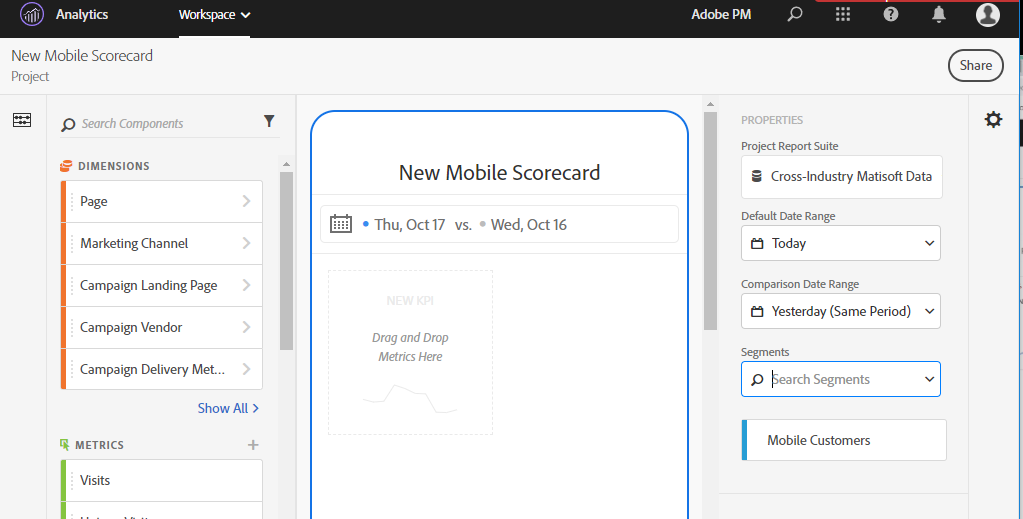 Analytics
Workspace
Adobe PM
New Mobile Scorecard
Project
Share
Search Components
DIMENSIONS
Page
Marketing Channel
Campaign Landing Page
Campaign Vendor
Campaign Delivery Met...
Show All
METRICS
Visits
New Mobile Scorecard
Thu, Oct 17 vs. Wed, Oct 16
NEW KPI
Drag and Drop
Metrics Here
PROPERTIES
Project Report Suite
Cross-Industry Matisoft Data
Default Date Range
Today
Comparison Date Range
Yesterday (Same Period)
Segments
Search Segments
Mobile Customers